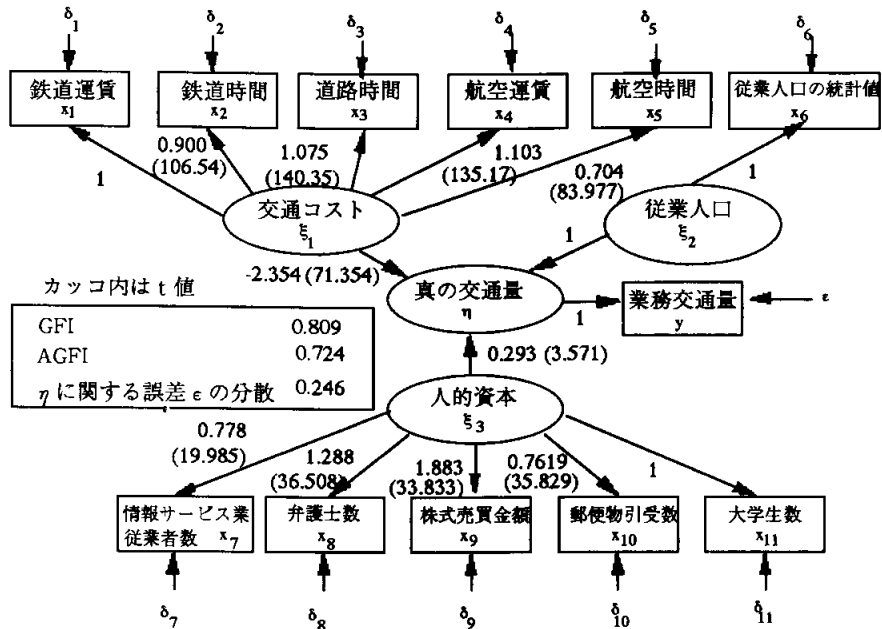 δ1 δ2 δ3 δ4 δ5 δ6
鉄道運賃 鉄道時間 道路時間 航空運賃 航空時間 従業人口の統計値
x1 x2 x3 x4 x5 x6
0.900 1.075 1.103 0.704
(106.54) (140.35) (135.17) (83.977)
1 1
交通コスト
ξ1
従業人口
ξ2
1
-2.354 (71.354)
真の交通量
η
1
業務交通量
y
ε
0.293 (3.571)
カッコ内は t 値
GFI 0.809
AGFI 0.724
η に関する誤差 ε の分散 0.246
人的資本
ξ3
0.778 1.288 1.883 0.7619 1
(19.985) (36.508) (33.833) (35.829)
情報サービス業 弁護士数 株式売買金額 郵便物引受数 大学生数
従業者数 x7 x8 x9 x10 x11
δ7 δ8 δ9 δ10 δ11